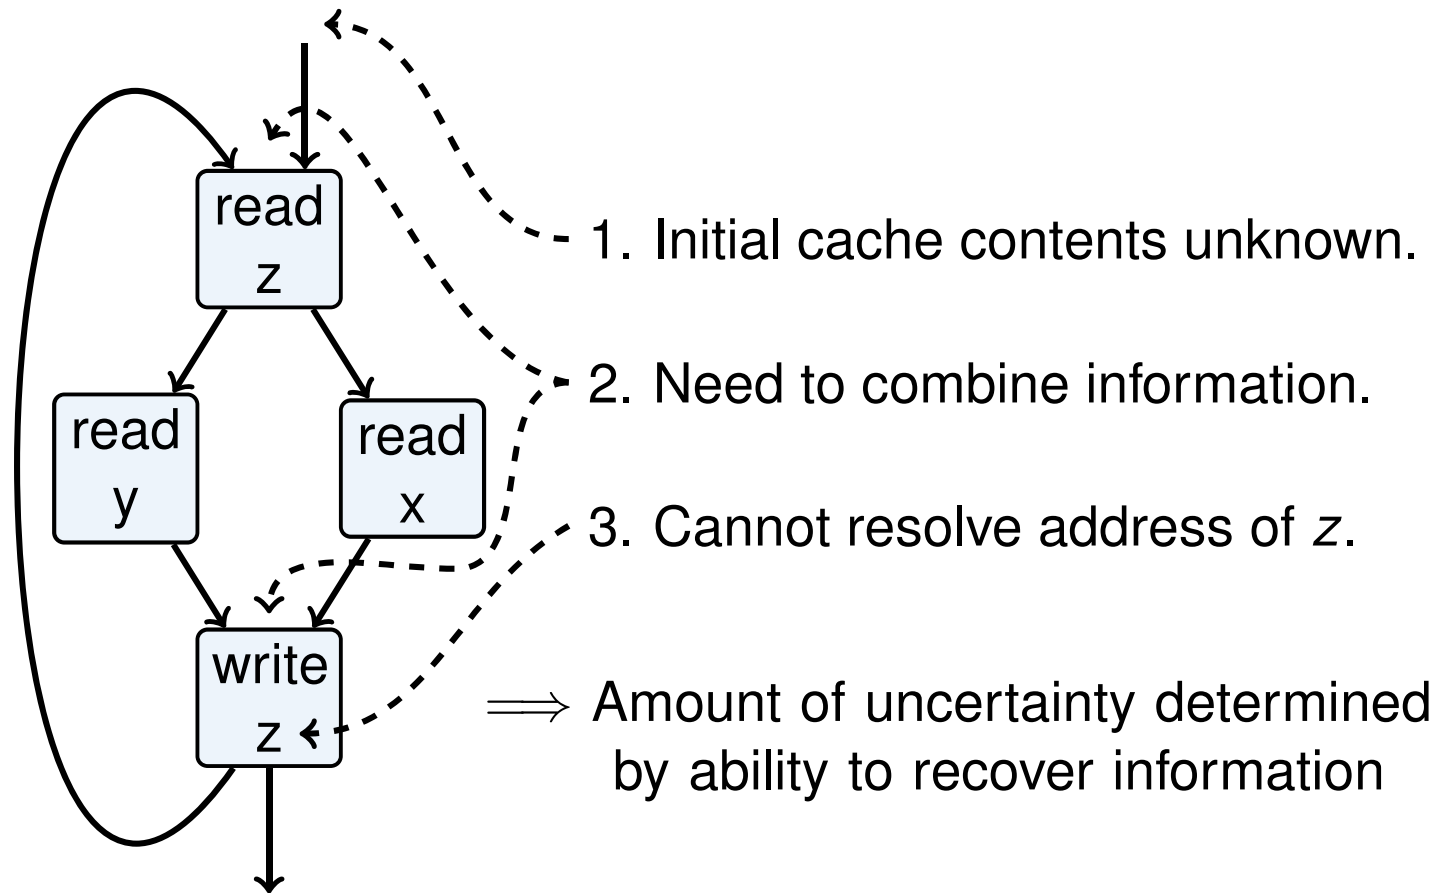 read
z
1. Initial cache contents unknown.
2. Need to combine information.
read
y
read
x
3. Cannot resolve address of z.
write
z
⟹ Amount of uncertainty determined
by ability to recover information